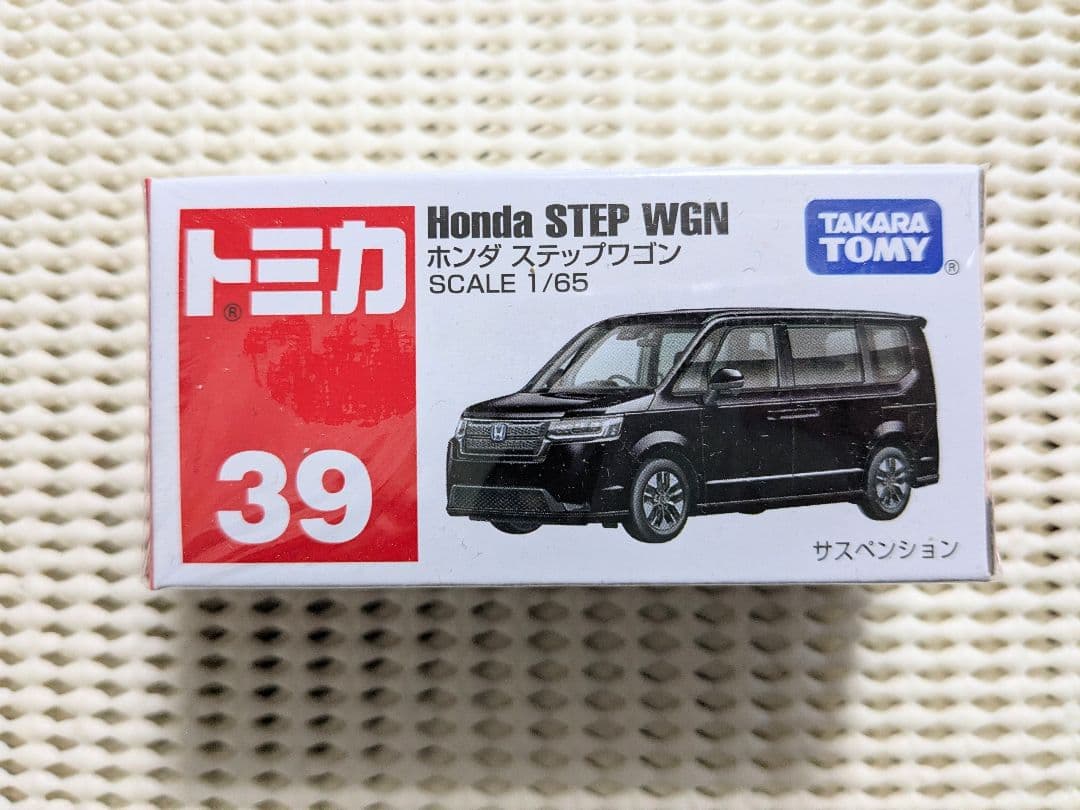 トミカ
®
39
Honda STEP WGN
ホンダ ステップワゴン
SCALE 1/65
TAKARA
TOMY
®
サスペンション